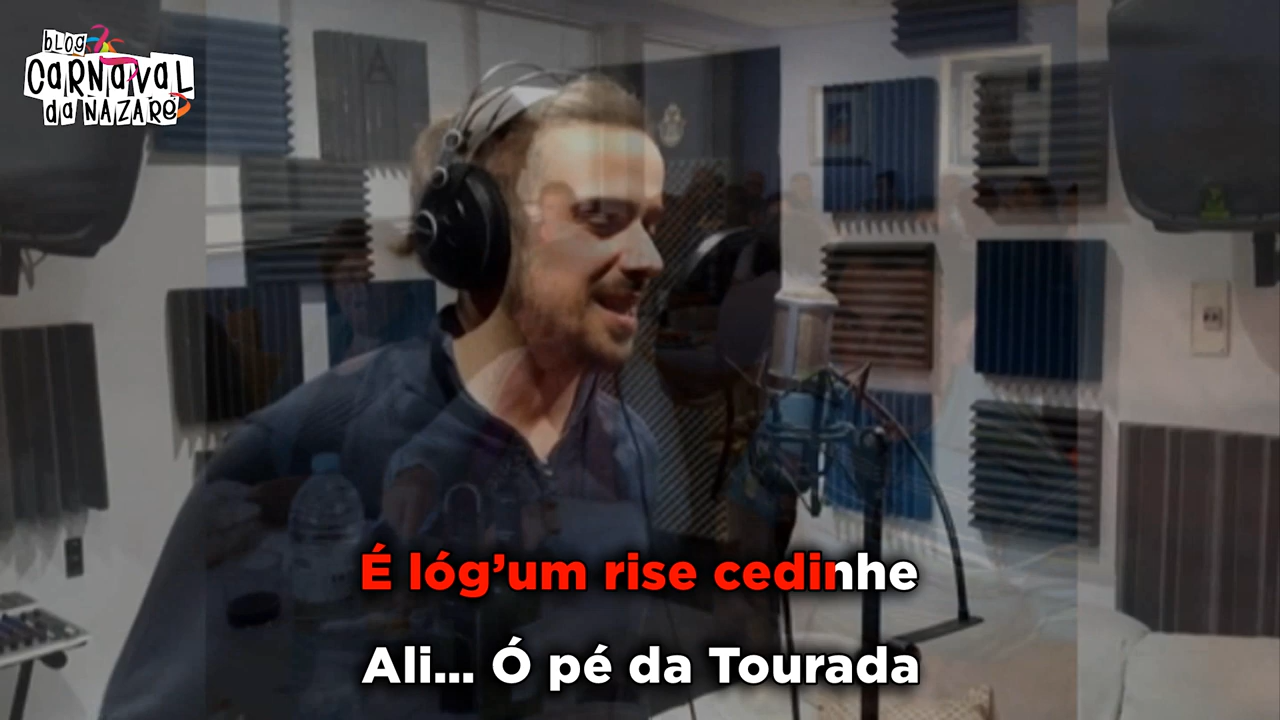 BLOG
CARNAVAL
da NAZARÉ
É lóg’um rise cedinhe
Ali... Ó pé da Tourada